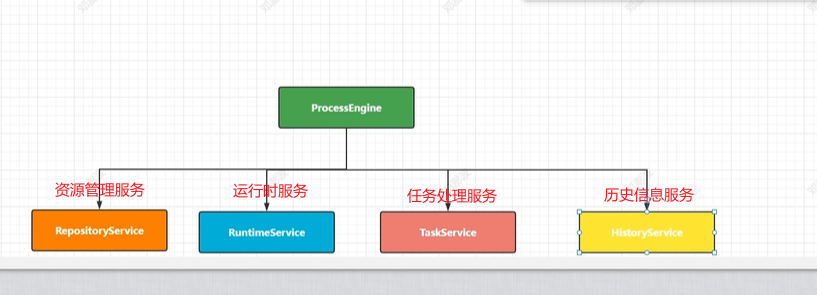 ProcessEngine
资源管理服务
运行时服务
任务处理服务
历史信息服务
RepositoryService
RuntimeService
TaskService
HistoryService